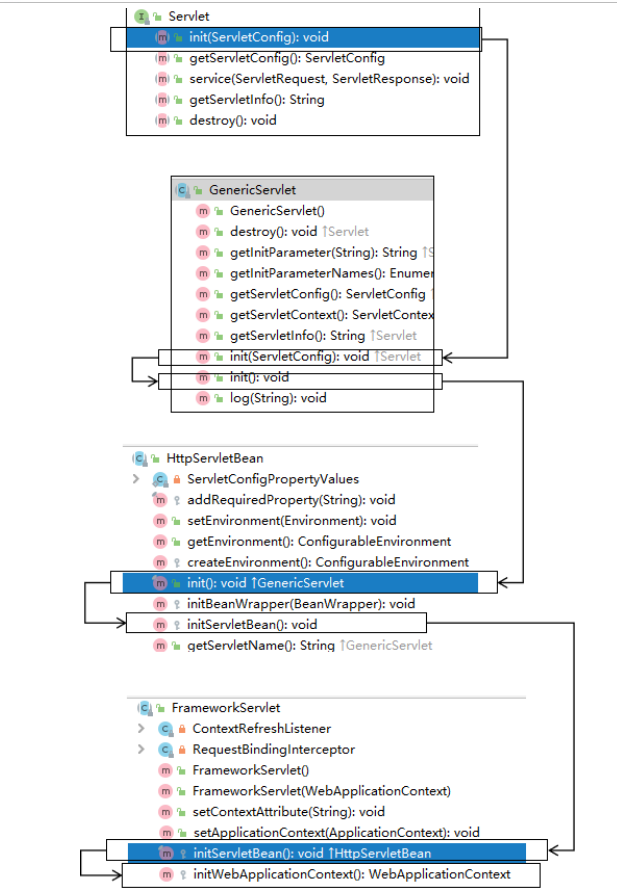 Servlet
init(ServletConfig): void
getServletConfig(): ServletConfig
service(ServletRequest, ServletResponse): void
getServletInfo(): String
destroy(): void
GenericServlet
GenericServlet()
destroy(): void ↑Servlet
getInitParameter(String): String ↑S
getInitParameterNames(): Enumer
getServletConfig(): ServletConfig ↑
getServletContext(): ServletContex
getServletInfo(): String ↑Servlet
init(ServletConfig): void ↑Servlet
init(): void
log(String): void
HttpServletBean
ServletConfigPropertyValues
addRequiredProperty(String): void
setEnvironment(Environment): void
getEnvironment(): ConfigurableEnvironment
createEnvironment(): ConfigurableEnvironment
init(): void ↑GenericServlet
initBeanWrapper(BeanWrapper): void
initServletBean(): void
getServletName(): String ↑GenericServlet
FrameworkServlet
ContextRefreshListener
RequestBindingInterceptor
FrameworkServlet()
FrameworkServlet(WebApplicationContext)
setContextAttribute(String): void
setApplicationContext(ApplicationContext): void
initServletBean(): void ↑HttpServletBean
initWebApplicationContext(): WebApplicationContext